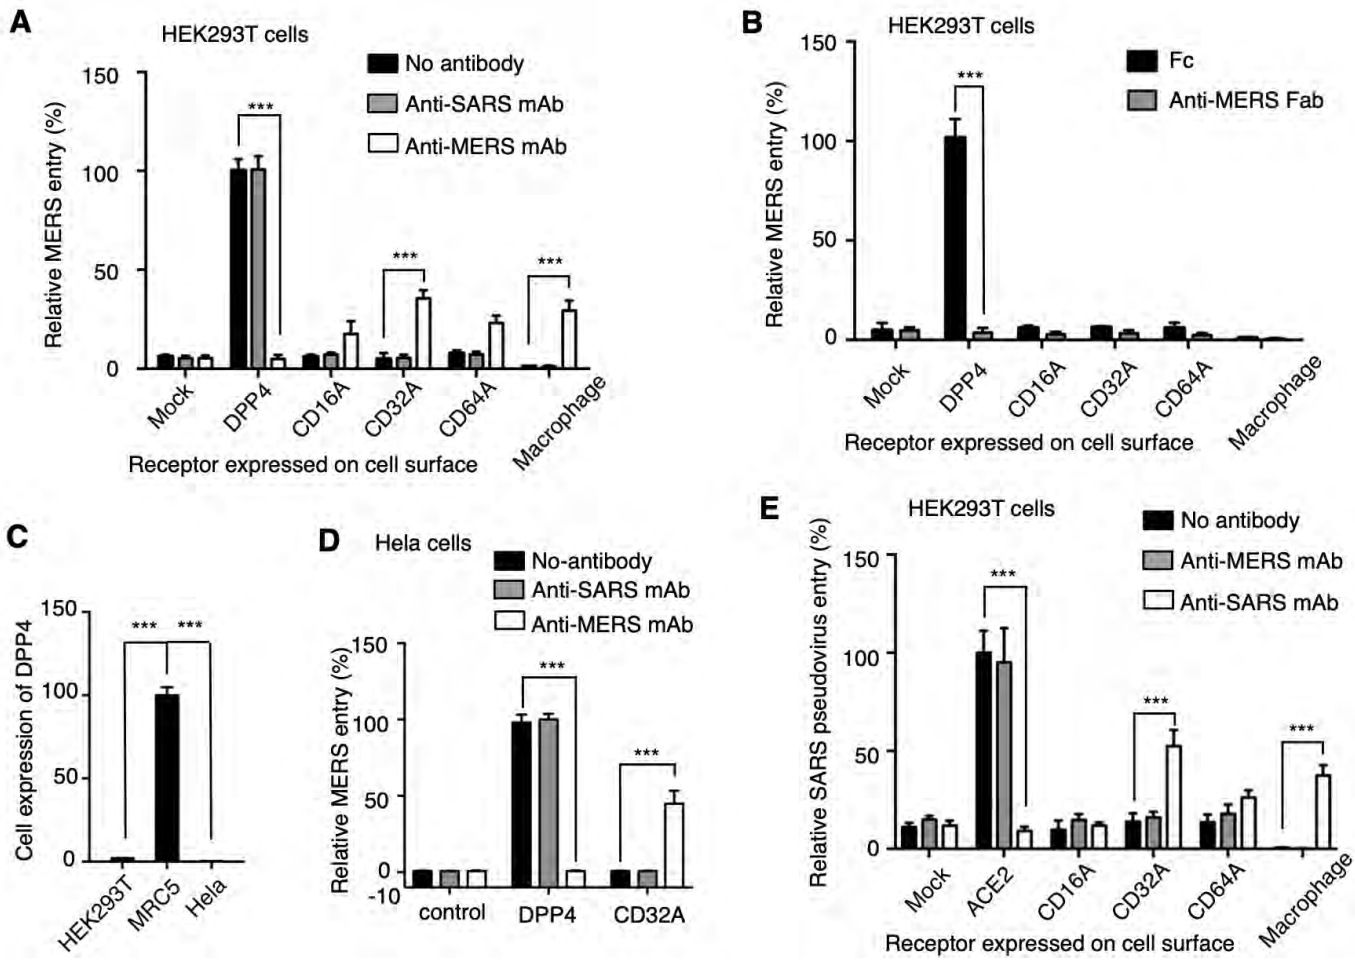 A
HEK293T cells
No antibody
Anti-SARS mAb
Anti-MERS mAb
Relative MERS entry (%)
150
100
50
0
***
***
***
Mock
DPP4
CD16A
CD32A
CD64A
Macrophage
Receptor expressed on cell surface
B
HEK293T cells
Fc
Anti-MERS Fab
Relative MERS entry (%)
150
100
50
0
***
Mock
DPP4
CD16A
CD32A
CD64A
Macrophage
Receptor expressed on cell surface
C
Cell expression of DPP4
150
100
50
0
***
***
HEK293T
MRC5
Hela
D
Hela cells
No-antibody
Anti-SARS mAb
Anti-MERS mAb
Relative MERS entry (%)
150
100
50
0
-10
***
***
control
DPP4
CD32A
E
HEK293T cells
No antibody
Anti-MERS mAb
Anti-SARS mAb
Relative SARS pseudovirus entry (%)
150
100
50
0
***
***
***
Mock
ACE2
CD16A
CD32A
CD64A
Macrophage
Receptor expressed on cell surface